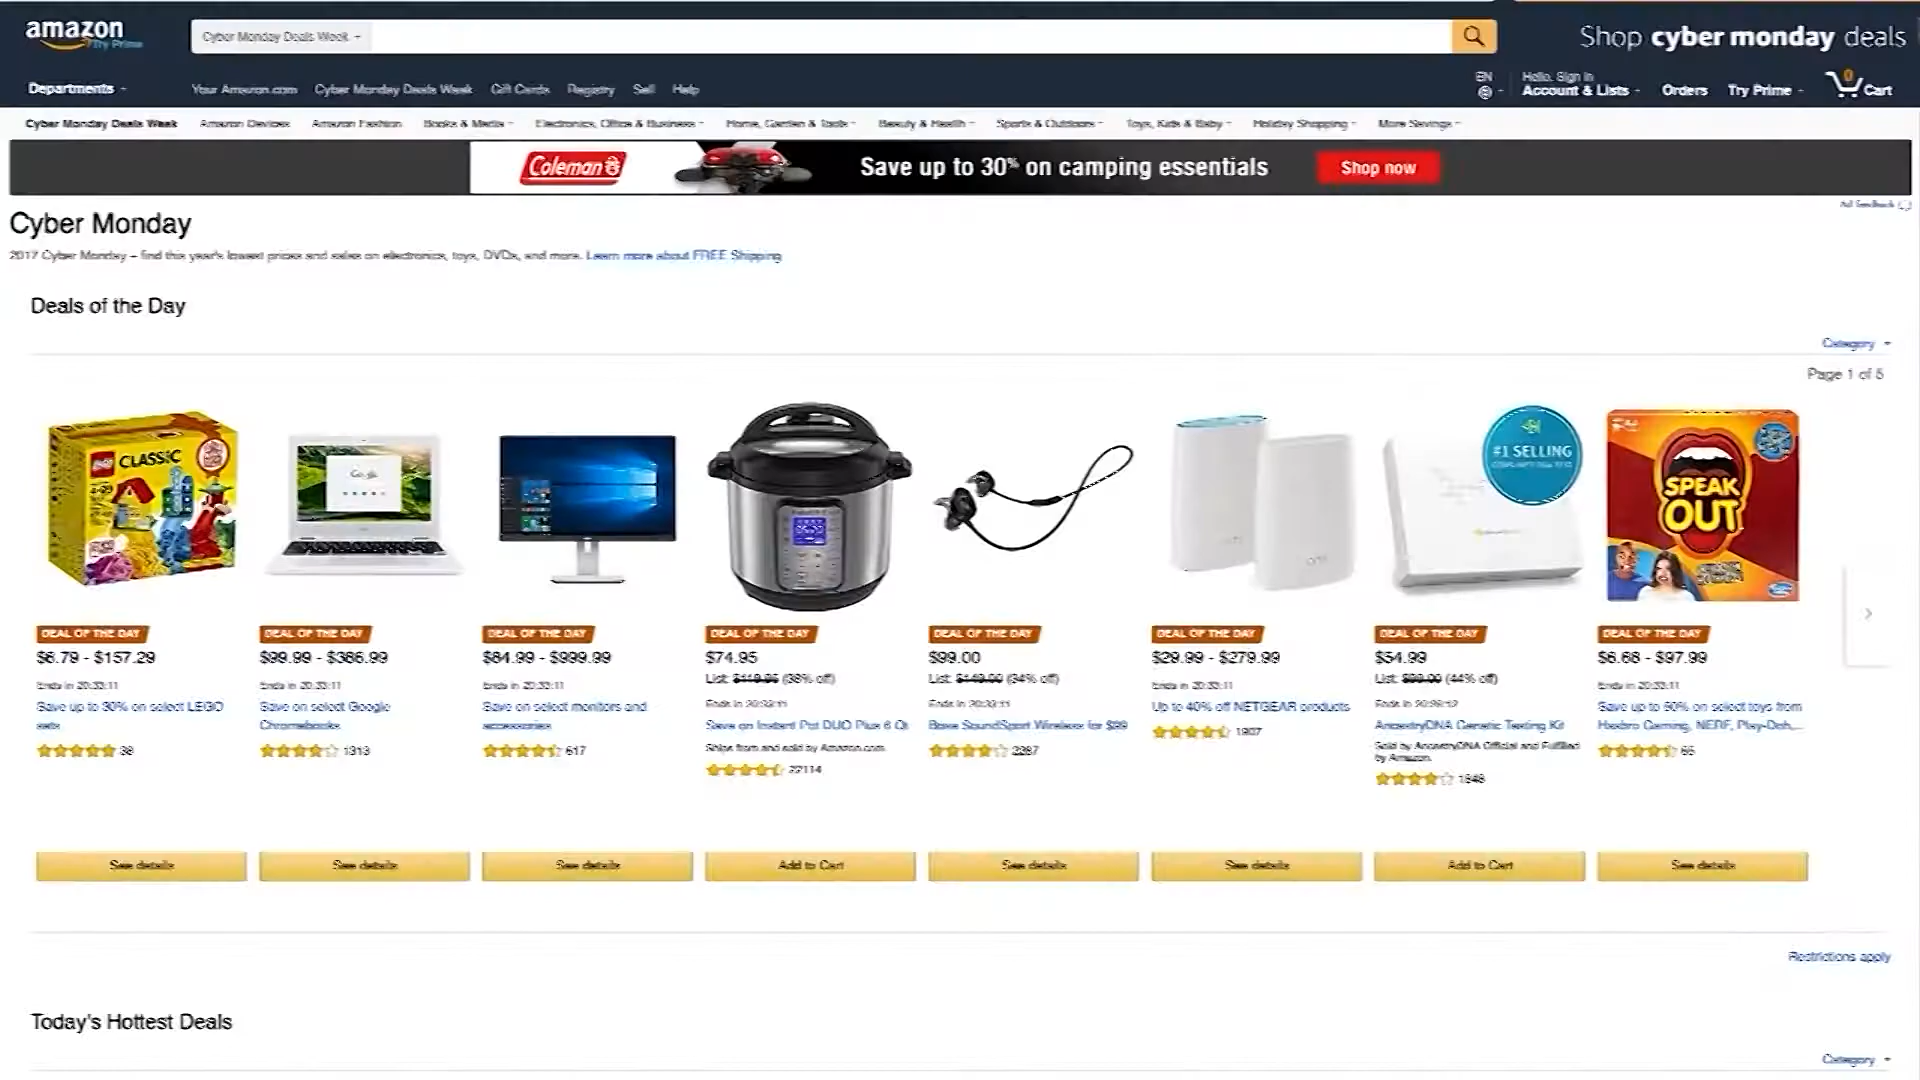 amazon
Try Prime
Cyber Monday Deals Week
Shop cyber monday deals
Departments
Your Amazon.com Cyber Monday Deals Week Gift Cards Registry Sell Help
EN
Hello. Sign in
Account & Lists
Orders
Try Prime
0
Cart
Cyber Monday Deals Week Amazon Devices Amazon Fashion Books & Media Electronics, Office & Business Home, Garden & Tools Beauty & Health Sports & Outdoors Toys, Kids & Baby Holiday Shopping More Savings
Coleman
Save up to 30% on camping essentials
Shop now
Ad feedback
Cyber Monday
2017 Cyber Monday – find this year's lowest prices and sales on electronics, toys, DVDs, and more. Learn more about FREE Shipping
Deals of the Day
Category
Page 1 of 5
CLASSIC
Google
#1 SELLING
SPEAK
OUT
DEAL OF THE DAY
$6.79 - $157.29
Ends in 20:33:11
Save up to 30% on select LEGO
sets
38
See details
DEAL OF THE DAY
$99.99 - $386.99
Ends in 20:33:11
Save on select Google
Chromebooks
1313
See details
DEAL OF THE DAY
$84.99 - $999.99
Ends in 20:33:11
Save on select monitors and
accessories
617
See details
DEAL OF THE DAY
$74.95
List: $119.95 (38% off)
Ends in 20:33:11
Save on Instant Pot DUO Plus 6 Qt
Ships from and sold by Amazon.com
22114
Add to Cart
DEAL OF THE DAY
$99.00
List: $149.00 (34% off)
Ends in 20:33:11
Bose SoundSport Wireless for $99
2287
See details
DEAL OF THE DAY
$29.99 - $279.99
Ends in 20:33:11
Up to 40% off NETGEAR products
1907
See details
DEAL OF THE DAY
$54.99
List: $99.00 (44% off)
Ends in
AncestryDNA Genetic Testing Kit
Sold by AncestryDNA Official and Fulfilled
by Amazon.
1848
Add to Cart
DEAL OF THE DAY
$6.68 - $97.99
Ends in 20:33:11
Save up to 60% on select toys from
Hasbro Gaming, NERF, Play-Doh,...
65
See details
Restrictions apply
Today's Hottest Deals
Category